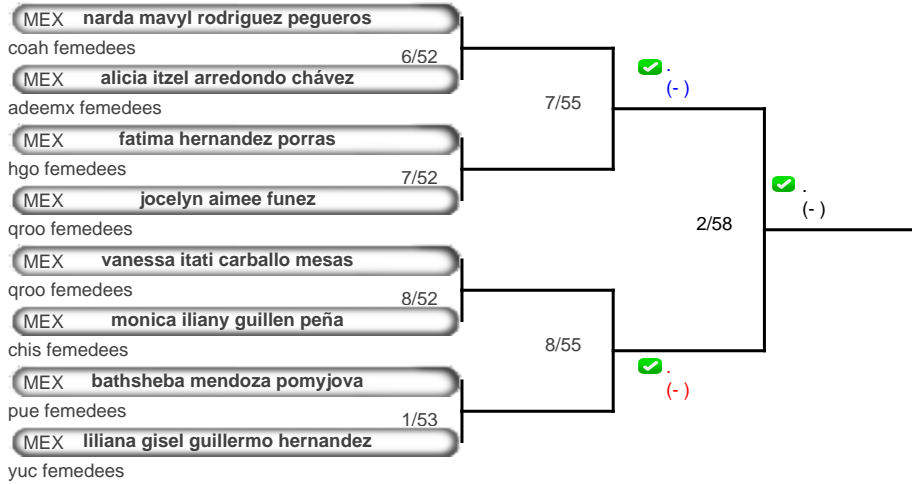 MEX narda mavyl rodriguez pegueros
coah femedees
6/52
MEX alicia itzel arredondo chávez
adeemx femedees
7/55
.
(- )
MEX fatima hernandez porras
hgo femedees
7/52
MEX jocelyn aimee funez
qroo femedees
2/58
.
(- )
MEX vanessa itati carballo mesas
qroo femedees
8/52
MEX monica iliany guillen peña
chis femedees
8/55
.
(- )
MEX bathsheba mendoza pomyjova
pue femedees
1/53
MEX liliana gisel guillermo hernandez
yuc femedees